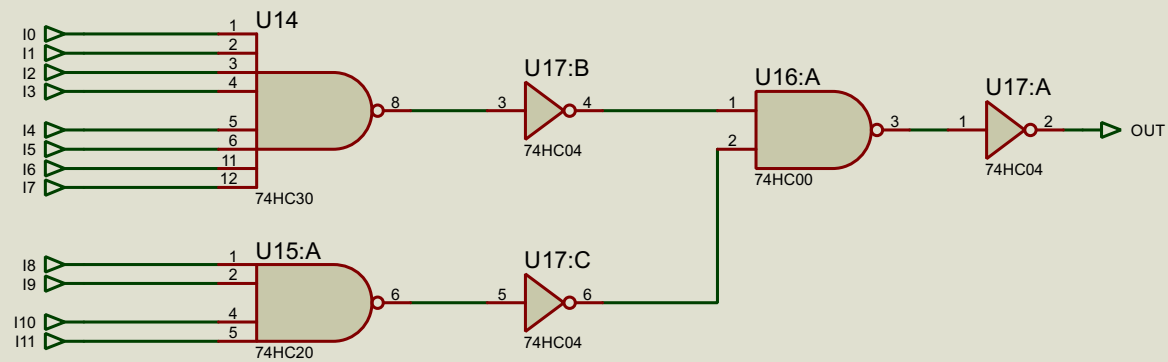 U14
I0 1
I1 2
I2 3
I3 4
I4 5
I5 6
I6 11
I7 12
8
74HC30
U17:B
3 4
74HC04
U16:A
1
2
3
74HC00
U17:A
1 2
74HC04
OUT
U15:A
I8 1
I9 2
I10 4
I11 5
6
74HC20
U17:C
5 6
74HC04